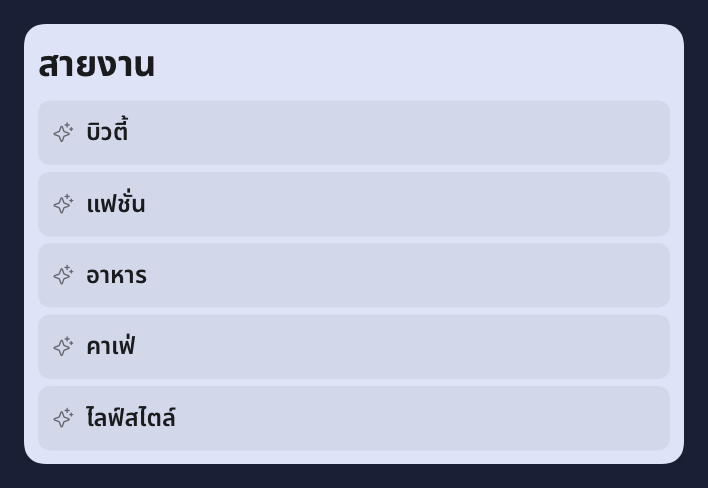 สายงาน
บิวตี้
แฟชั่น
อาหาร
คาเฟ่
ไลฟ์สไตล์